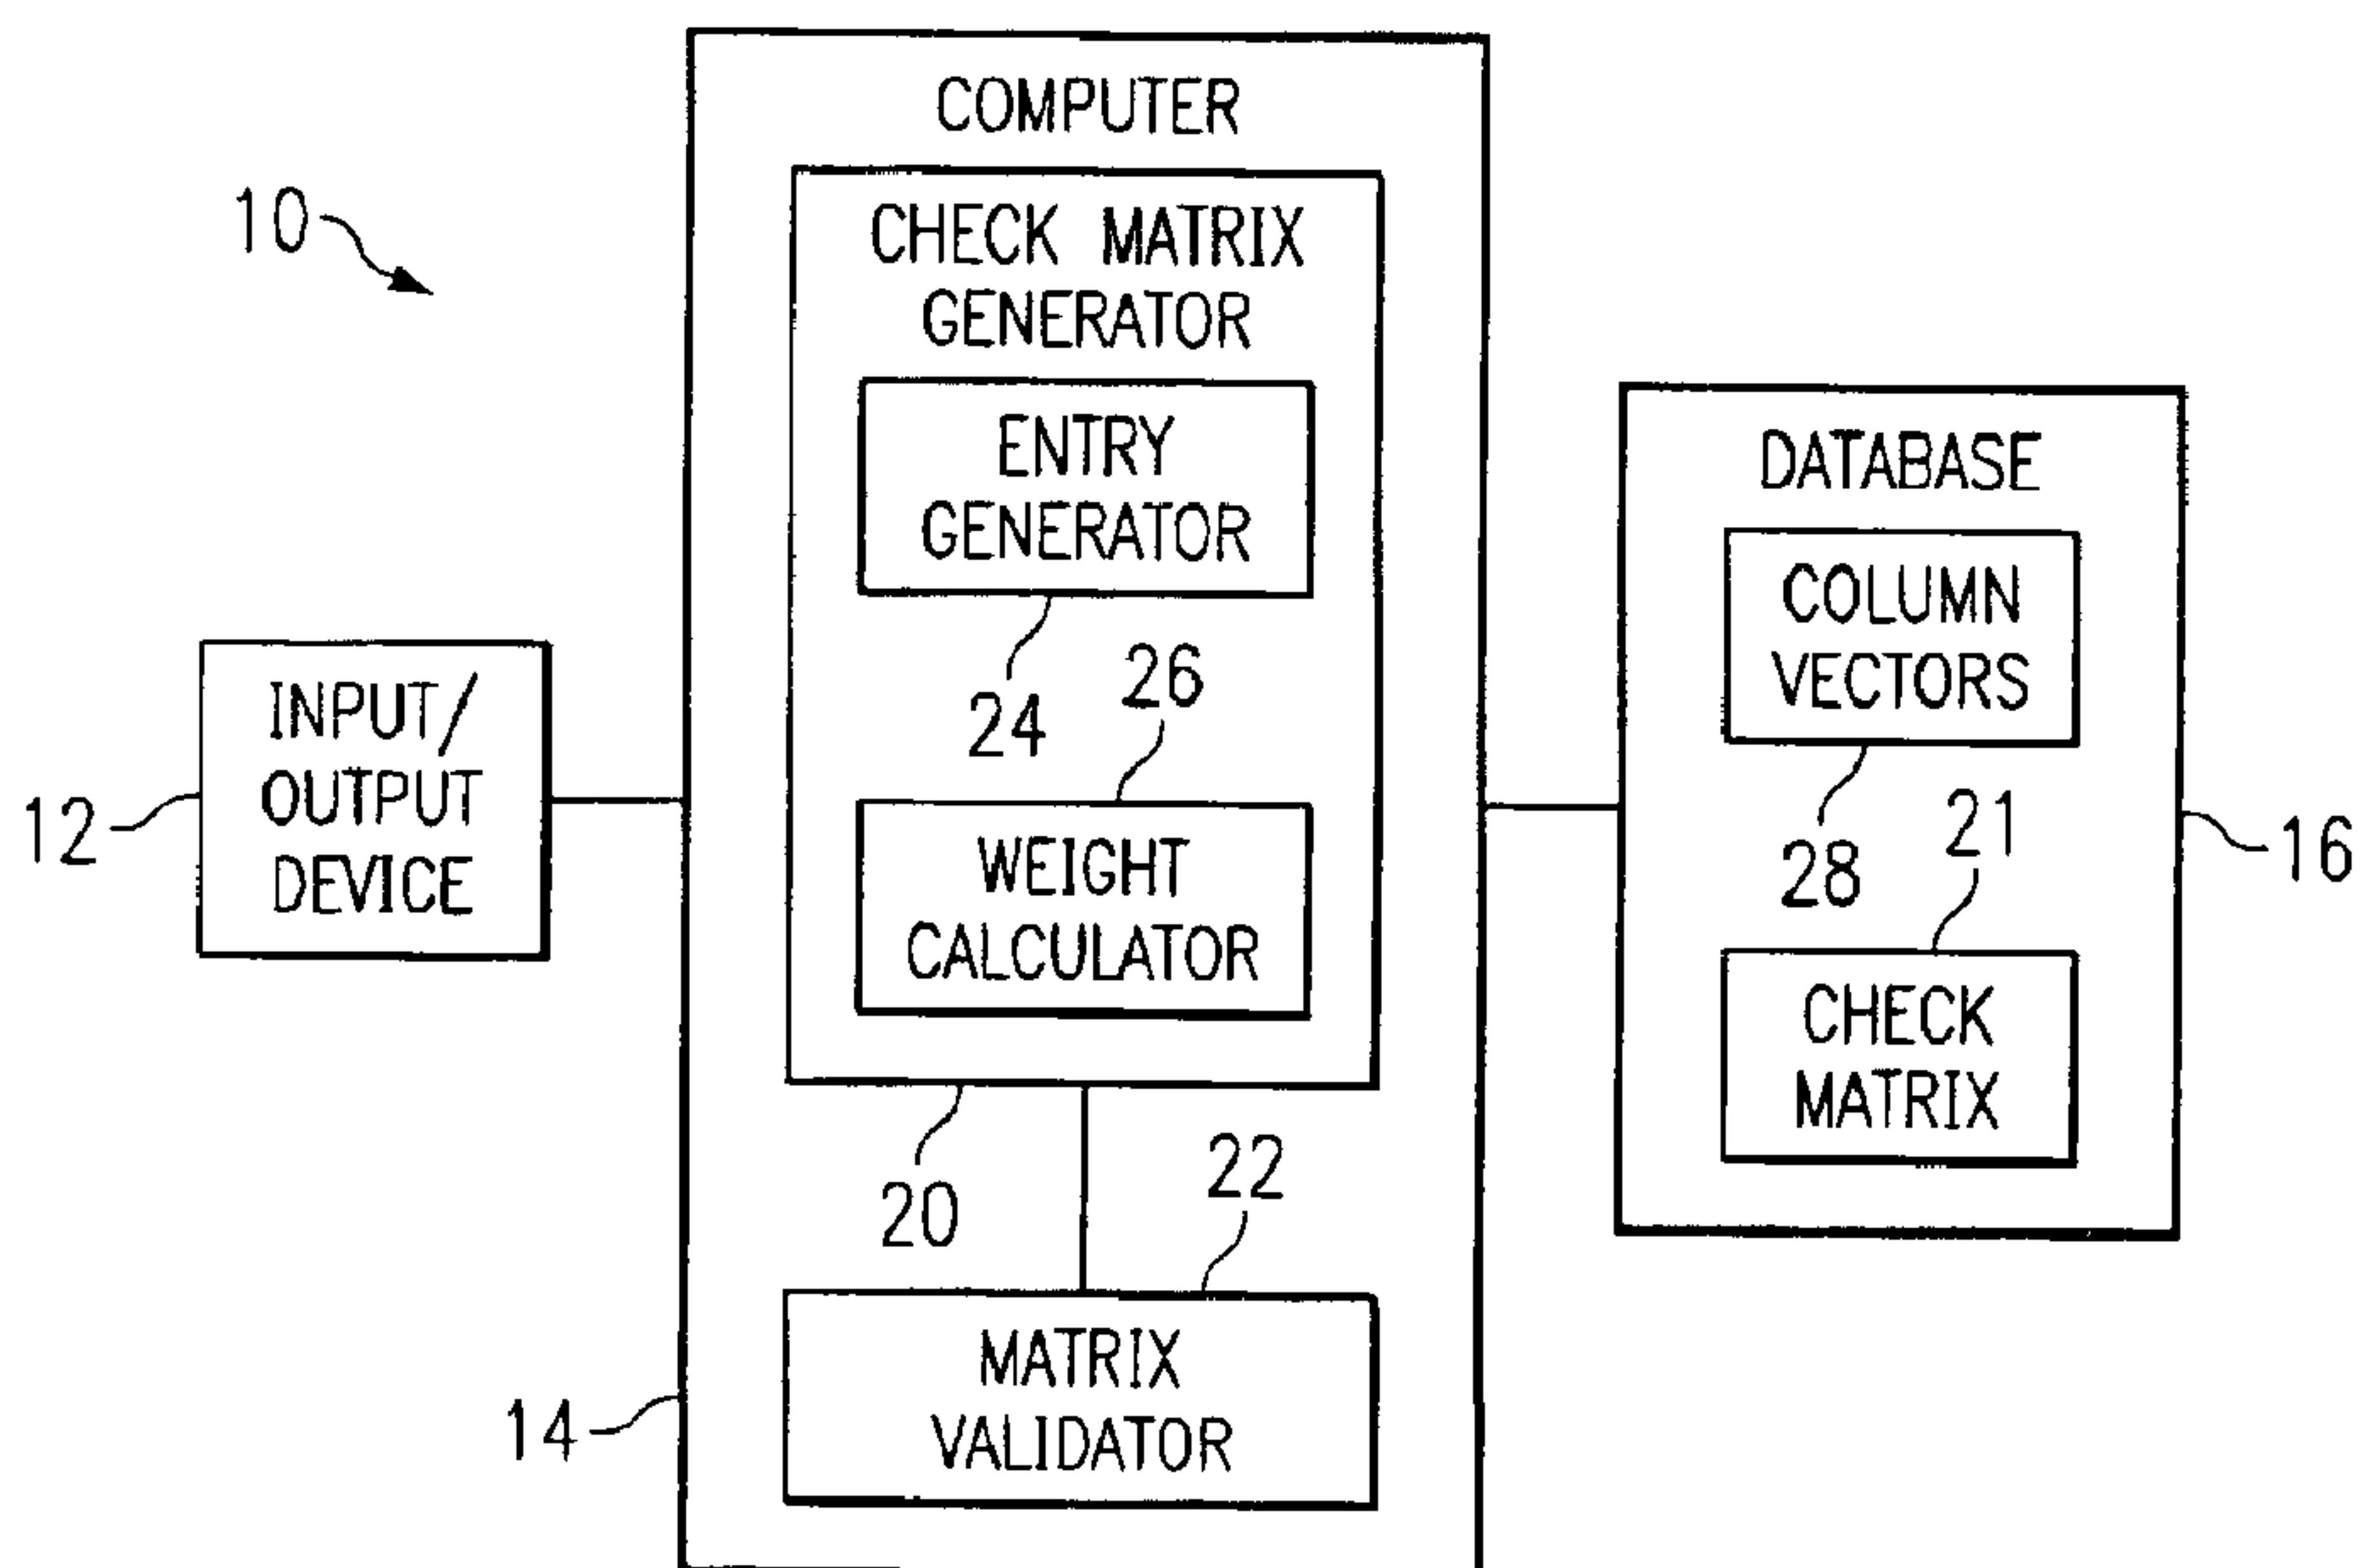 COMPUTER
10
CHECK MATRIX
GENERATOR
ENTRY
GENERATOR
24
26
WEIGHT
CALCULATOR
20
22
MATRIX
VALIDATOR
14
INPUT/
OUTPUT
DEVICE
12
DATABASE
COLUMN
VECTORS
28
21
CHECK
MATRIX
16